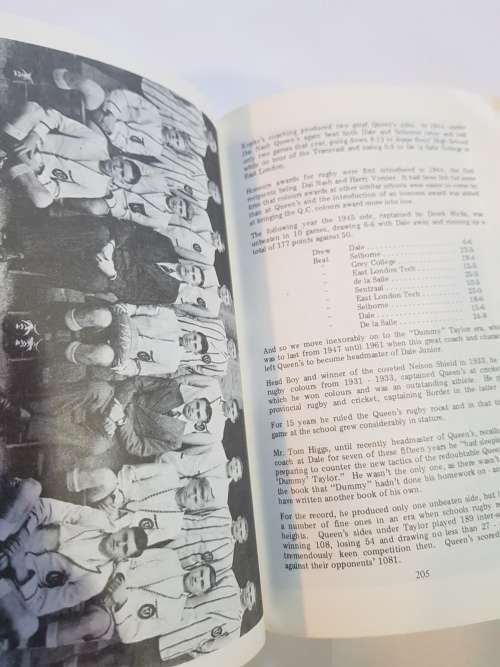 coaching produced two great Queen's sides. In 1944, under
Dai Nash Queen's again beat both Dale and Selborne twice and lost
only two games that year, going down 8-13 to Jeppe Boys' High School
while on tour of the Transvaal and losing to De la Salle College in
East London.
Honours awards for rugby were first introduced in 1944, the first
recipients being Dai Nash and Harry Venter. It had been felt for some
time that colours awards at other similar schools were easier to come by
than at Queen's and the introduction of an honours award was aimed
at bringing the Q.C. colours award more into line.
The following year the 1945 side, captained by Derek Wicks, was
unbeaten in 10 games, drawing 6-6 with Dale away and running up a
total of 177 points against 50.
Drew Dale 6-6
Beat Selborne
" Grey College
" East London Tech
" de la Salle
" Sentraal
" East London Tech
" Selborne
" Dale
" De la Salle
And so we move inexorably on to the "Dummy" Taylor era,
was to last from 1947 until 1961 when this great coach and
left Queen's to become headmaster of Dale Junior.
Head Boy and winner of the coveted Nelson Shield in 1933, he
rugby colours from 1931 - 1933, captained Queen's at cricket
which he won colours and was an outstanding athlete. He
provincial rugby and cricket, captaining Border in the latter
For 15 years he ruled the Queen's rugby roost and in that
game at the school grew considerably in stature.
Mr. Tom Higgs, until recently headmaster of Queen's, recalls
coach at Dale for seven of these fifteen years he "had sleep
preparing to counter the new tactics of the redoubtable Queen
'Dummy' Taylor." He wasn't the only one, as there wasn't
the book that "Dummy" hadn't done his homework on -
have written another book of his own.
For the record, he produced only one unbeaten side, but
a number of fine ones in an era when schools rugby
heights. Queen's sides under Taylor played 189 inter-
winning 108, losing 54 and drawing no less than 27
tremendously keen competition then. Queen's scored
against their opponents' 1081.
205